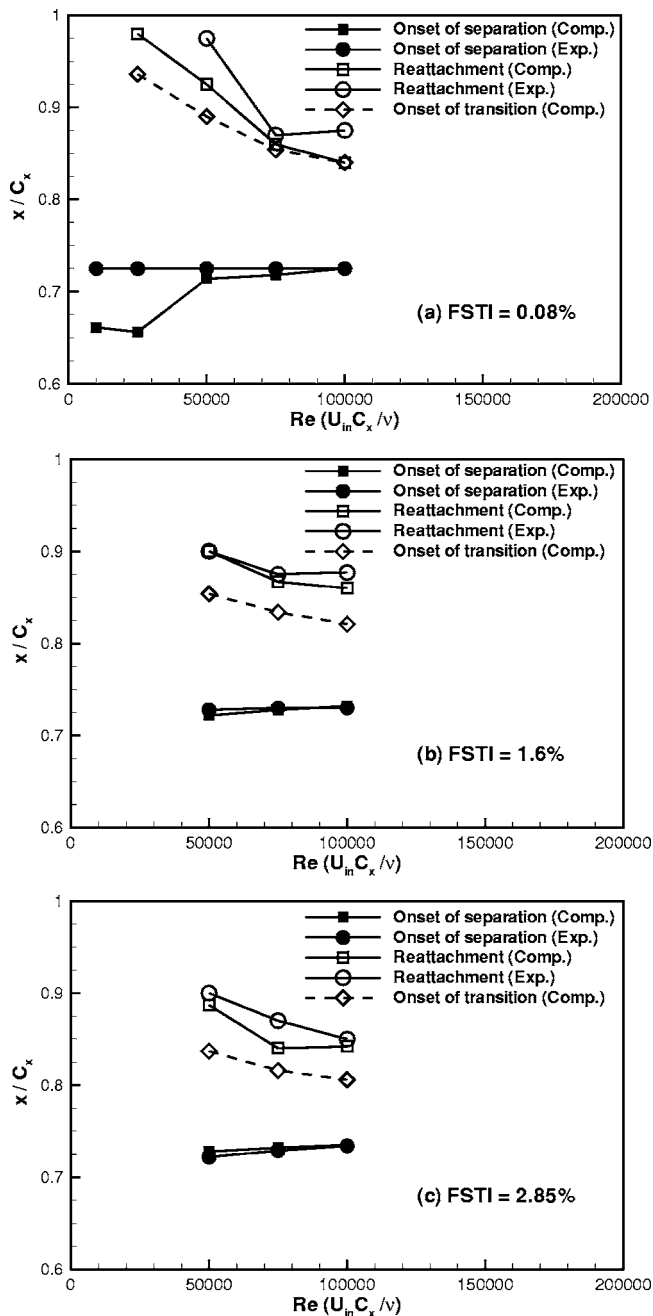 1
Onset of separation (Comp.)
Onset of separation (Exp.)
Reattachment (Comp.)
Reattachment (Exp.)
Onset of transition (Comp.)
0.9
x / Cx
0.8
0.7
(a) FSTI = 0.08%
0.6
0 50000 100000 150000 200000
Re (UinCx/ν)
1
Onset of separation (Comp.)
Onset of separation (Exp.)
Reattachment (Comp.)
Reattachment (Exp.)
Onset of transition (Comp.)
0.9
x / Cx
0.8
0.7
(b) FSTI = 1.6%
0.6
0 50000 100000 150000 200000
Re (UinCx/ν)
1
Onset of separation (Comp.)
Onset of separation (Exp.)
Reattachment (Comp.)
Reattachment (Exp.)
Onset of transition (Comp.)
0.9
x / Cx
0.8
0.7
(c) FSTI = 2.85%
0.6
0 50000 100000 150000 200000
Re (UinCx/ν)